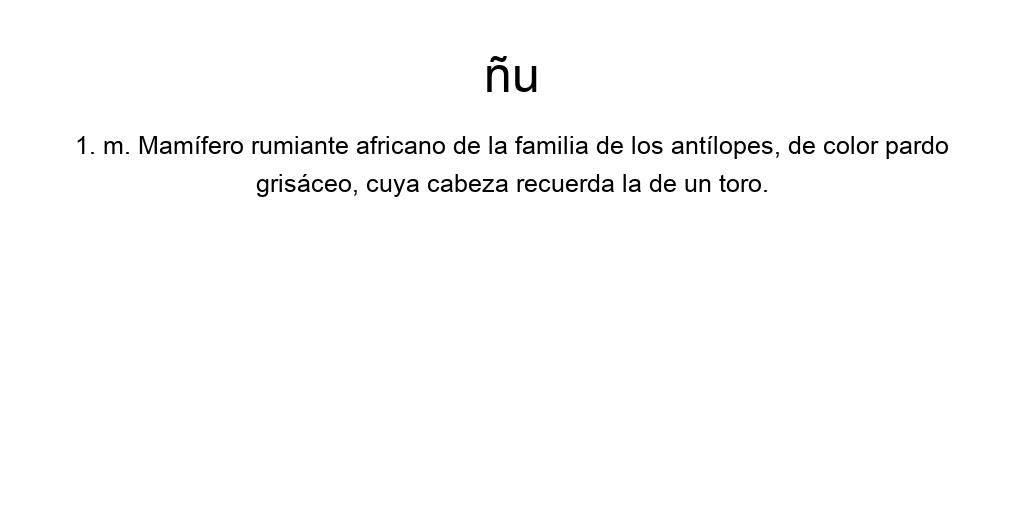 ñu
1. m. Mamífero rumiante africano de la familia de los antílopes, de color pardo
grisáceo, cuya cabeza recuerda la de un toro.